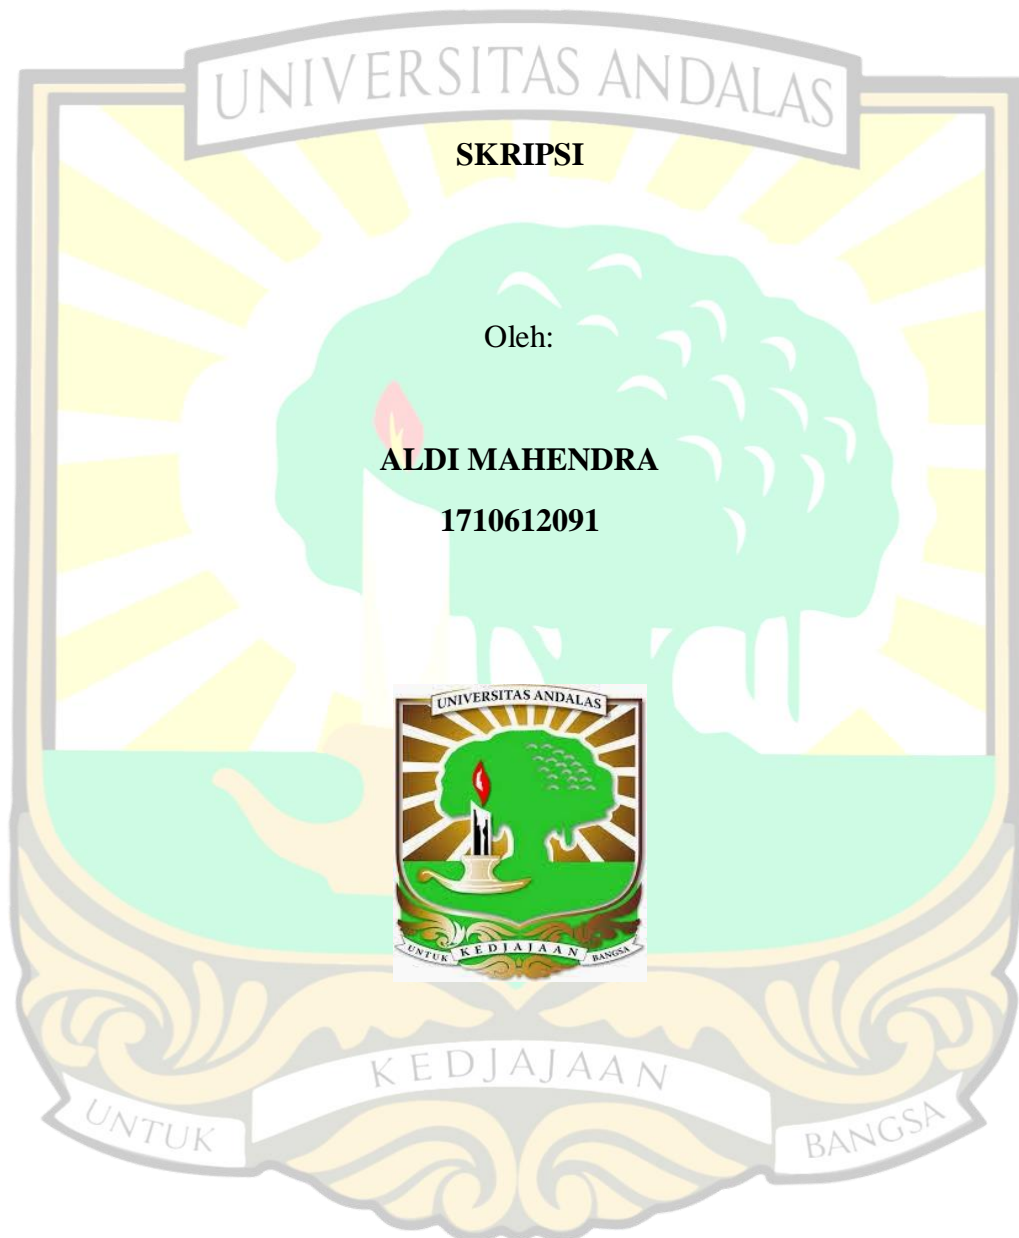 UNIVERSITAS ANDALAS
SKRIPSI
Oleh:
ALDI MAHENDRA
1710612091
UNIVERSITAS ANDALAS
UNTUK KEDJAJAAN BANGSA
UNTUK KEDJAJAAN BANGSA